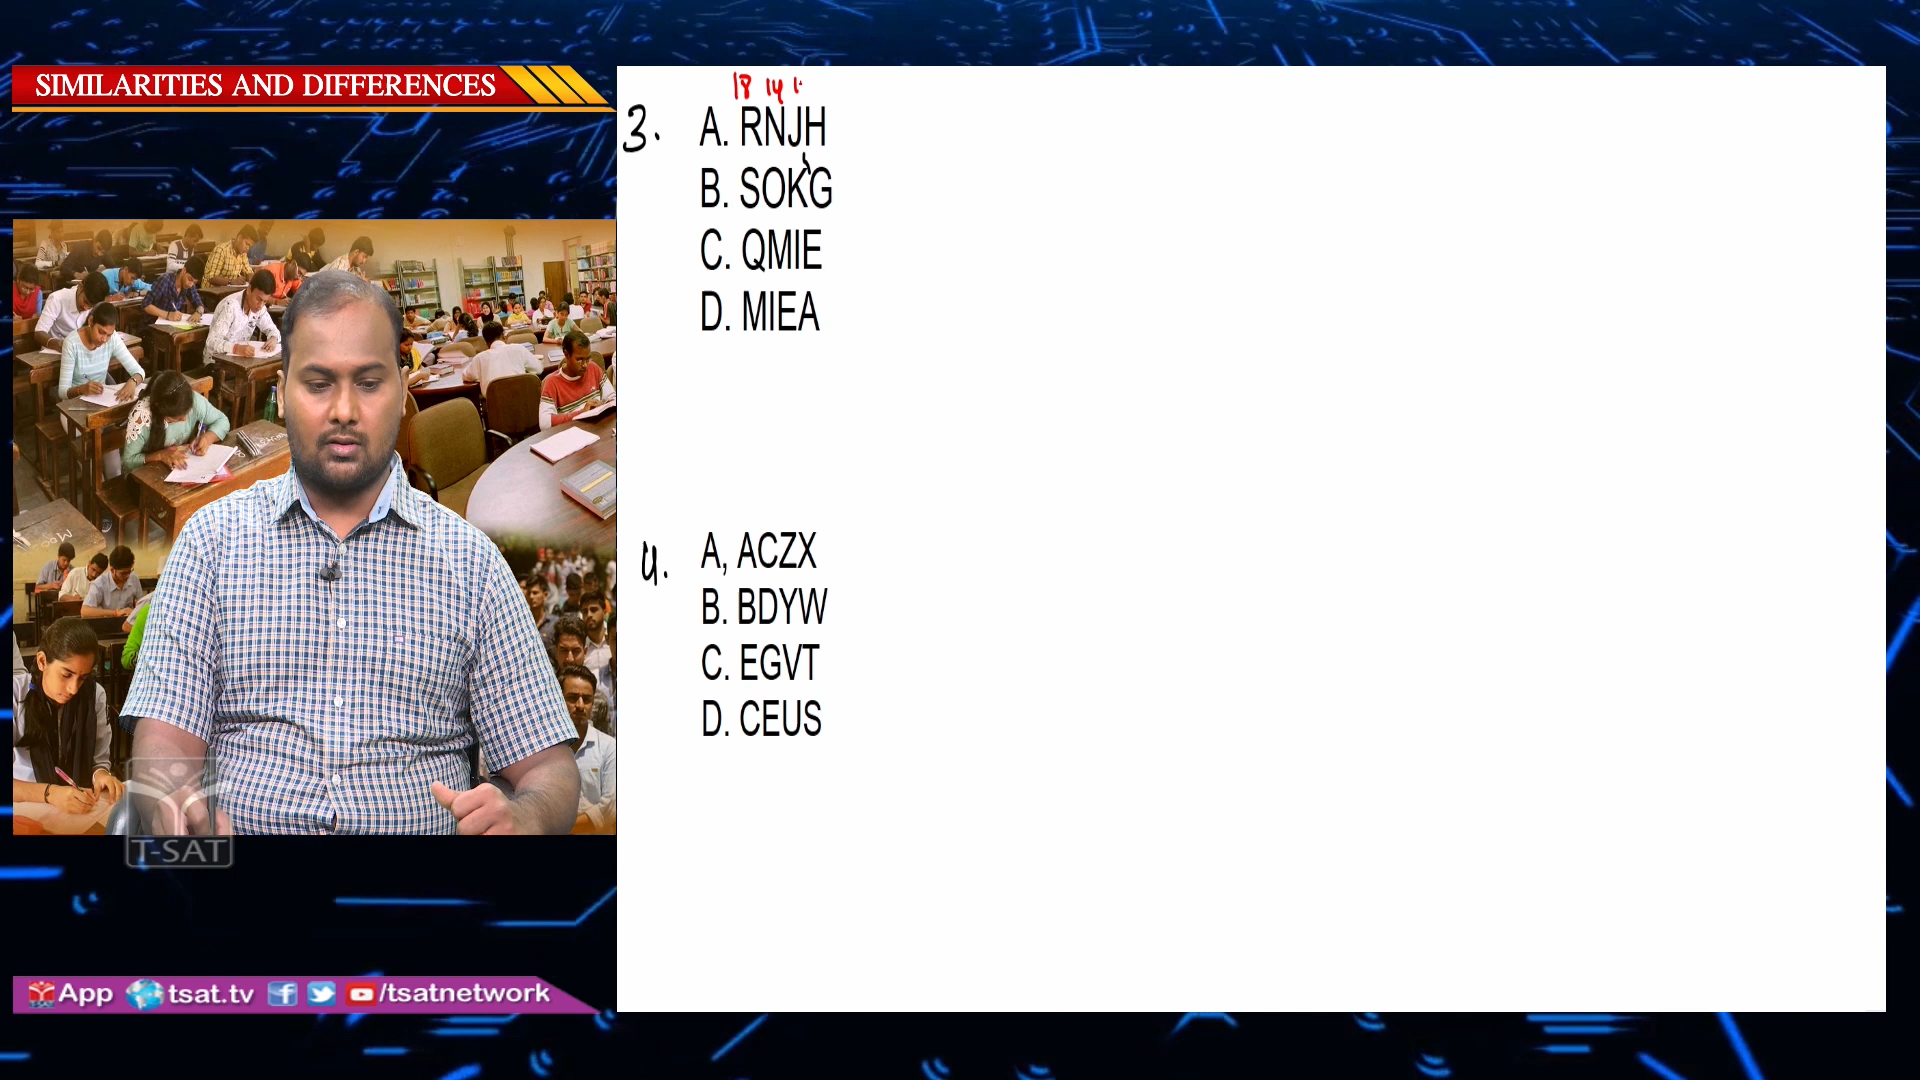 SIMILARITIES AND DIFFERENCES
18 14 1
3. A. RNJH
B. SOKG
C. QMIE
D. MIEA
4. A, ACZX
B. BDYW
C. EGVT
D. CEUS
T-SAT
App tsat.tv /tsatnetwork